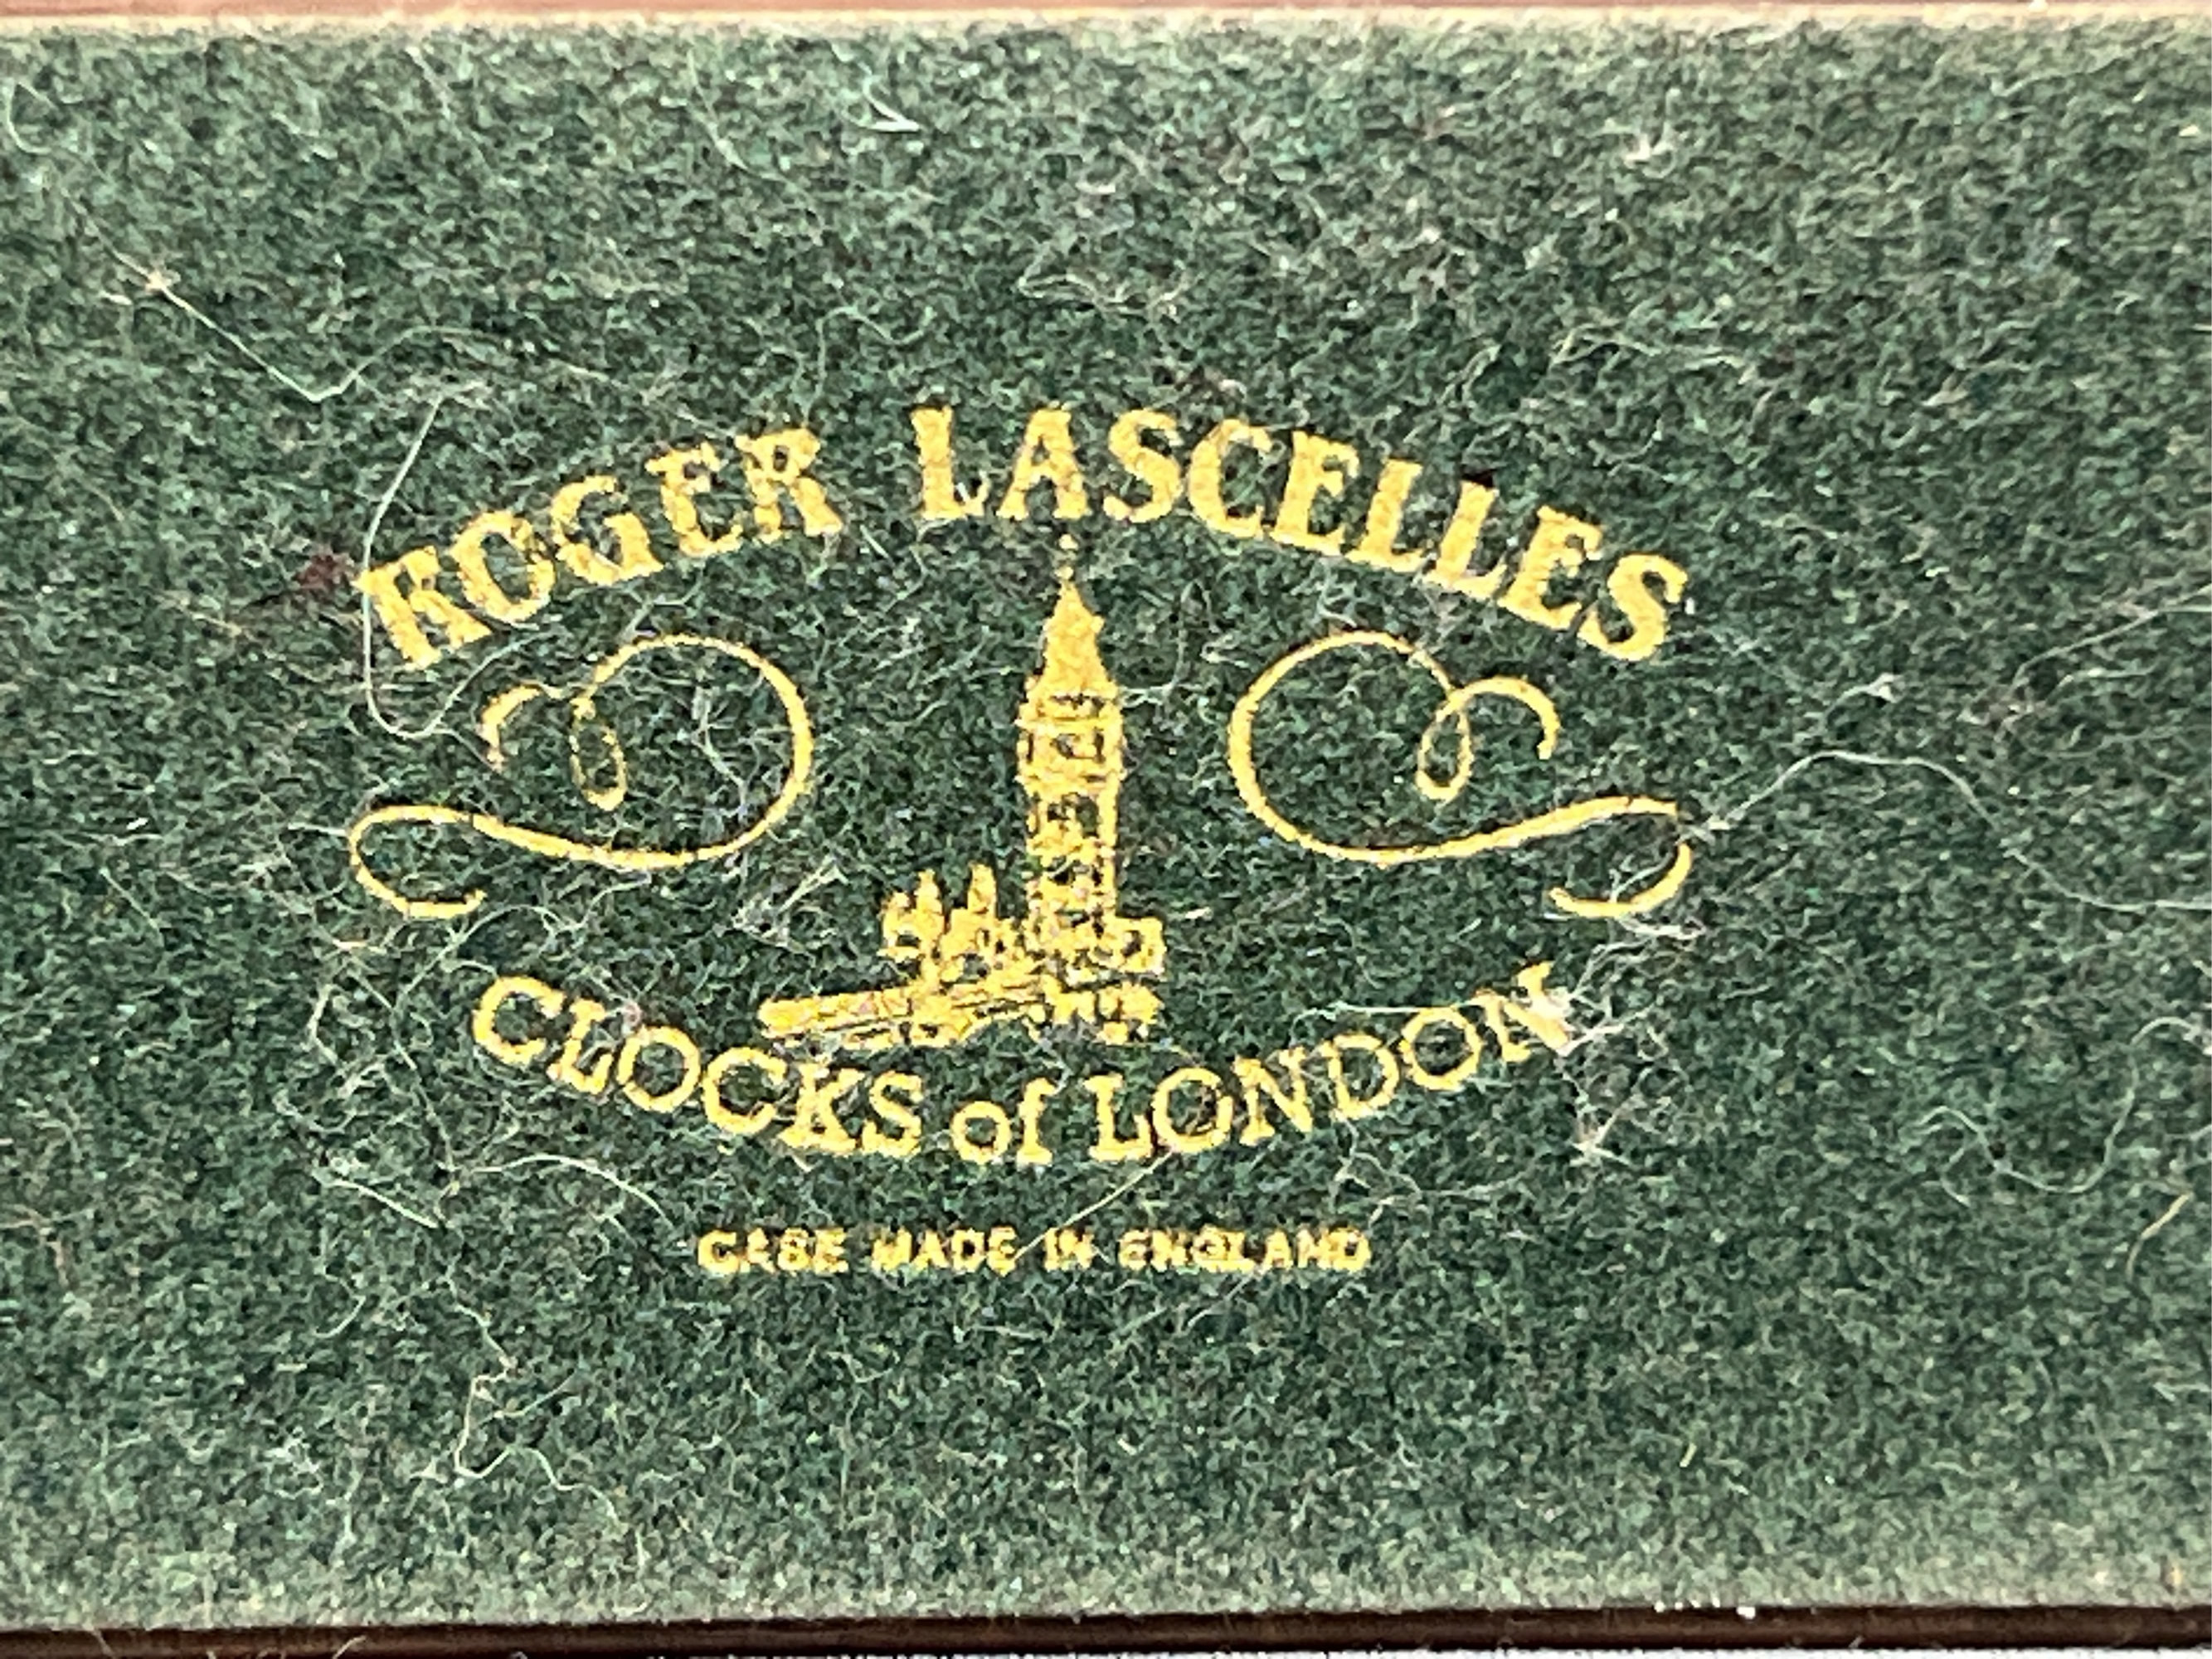 ROGER LASCELLES
CLOCKS of LONDON
CASE MADE IN ENGLAND